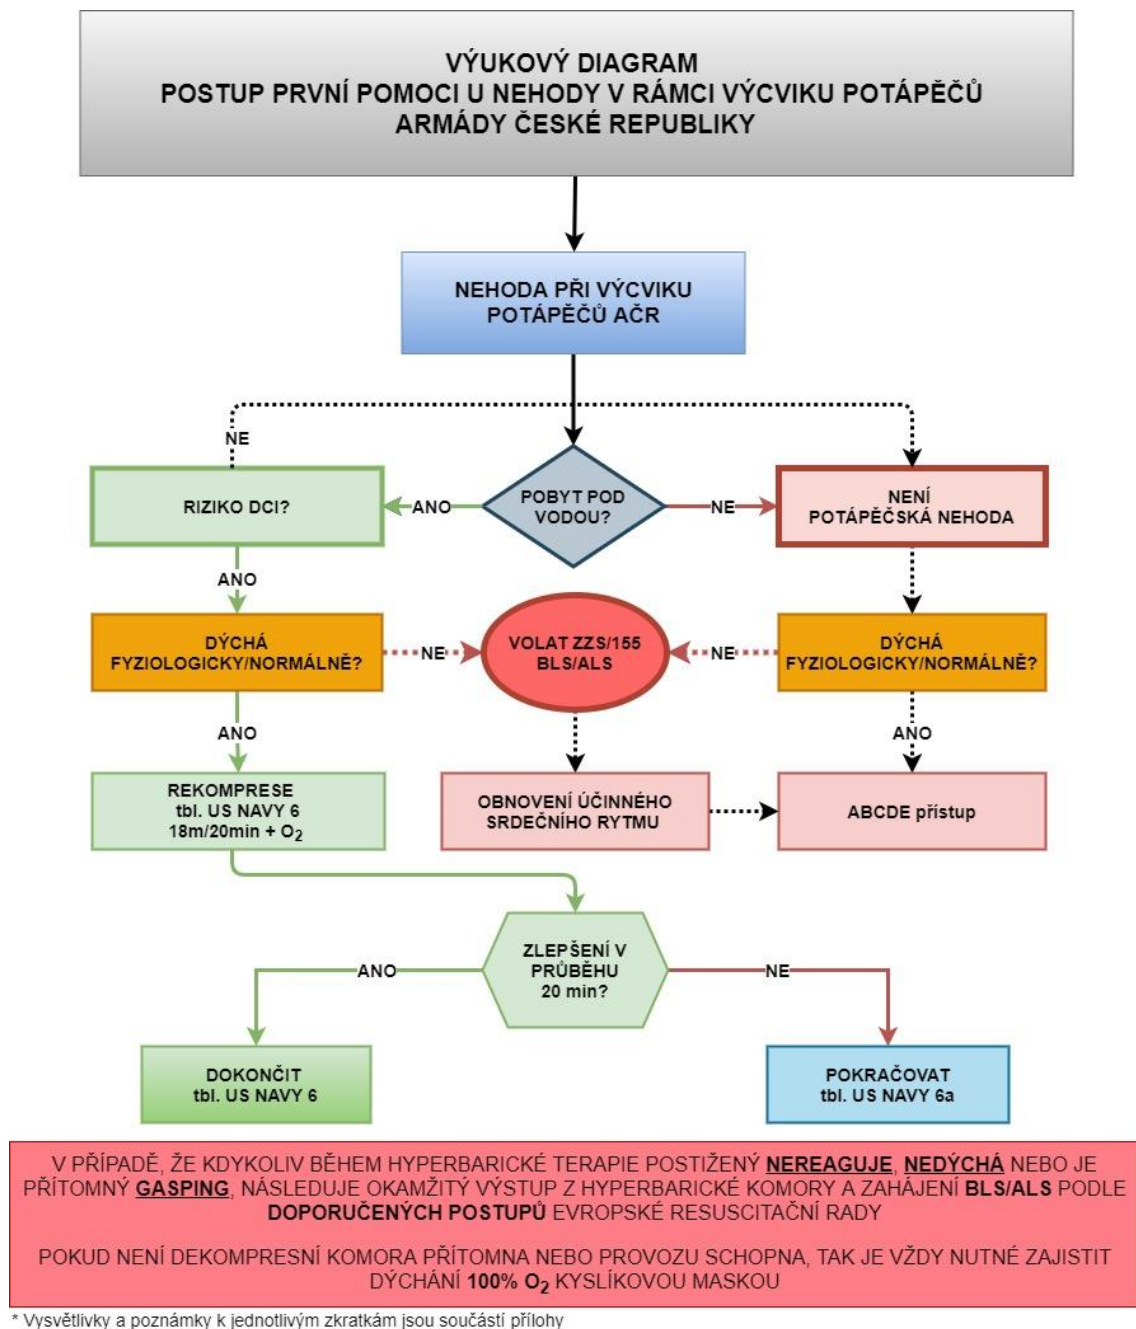 VÝUKOVÝ DIAGRAM
POSTUP PRVNÍ POMOCI U NEHODY V RÁMCI VÝCVIKU POTÁPĚČŮ
ARMÁDY ČESKÉ REPUBLIKY
NEHODA PŘI VÝCVIKU
POTÁPĚČŮ AČR
NE
RIZIKO DCI?
ANO
POBYT POD
VODOU?
NE
NENÍ
POTÁPĚČSKÁ NEHODA
ANO
DÝCHÁ
FYZIOLOGICKY/NORMÁLNĚ?
NE
VOLAT ZZS/155
BLS/ALS
NE
DÝCHÁ
FYZIOLOGICKY/NORMÁLNĚ?
ANO
ANO
REKOMPRESE
tbl. US NAVY 6
18m/20min + O2
OBNOVENÍ ÚČINNÉHO
SRDEČNÍHO RYTMU
ABCDE přístup
ZLEPŠENÍ V
PRŮBĚHU
20 min?
ANO
NE
DOKONČIT
tbl. US NAVY 6
POKRAČOVAT
tbl. US NAVY 6a
V PŘÍPADĚ, ŽE KDYKOLIV BĚHEM HYPERBARICKÉ TERAPIE POSTIŽENÝ NEREAGUJE, NEDÝCHÁ NEBO JE
PŘÍTOMNÝ GASPING, NÁSLEDUJE OKAMŽITÝ VÝSTUP Z HYPERBARICKÉ KOMORY A ZAHÁJENÍ BLS/ALS PODLE
DOPORUČENÝCH POSTUPŮ EVROPSKÉ RESUSCITAČNÍ RADY
POKUD NENÍ DEKOMPRESNÍ KOMORA PŘÍTOMNA NEBO PROVOZU SCHOPNA, TAK JE VŽDY NUTNÉ ZAJISTIT
DÝCHÁNÍ 100% O2 KYSLÍKOVOU MASKOU
* Vysvětlivky a poznámky k jednotlivým zkratkám jsou součástí přílohy